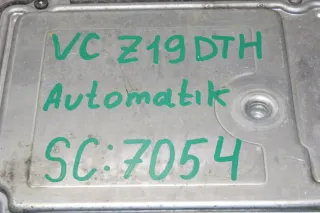 VC Z19DTH
Automatik
SC: 7054